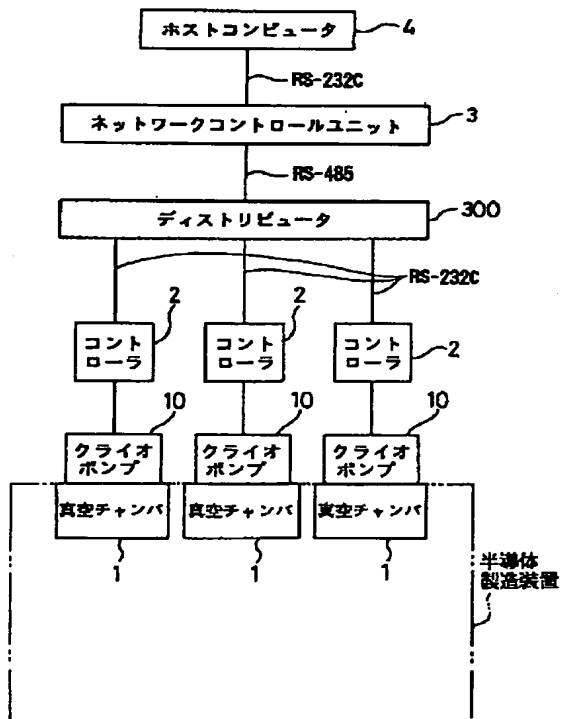 ホストコンピュータ
4
RS-232C
ネットワークコントロールユニット
3
RS-485
ディストリビュータ
300
RS-232C
2
2
コント
ローラ
コント
ローラ
コント
ローラ
2
10
10
10
クライオ
ポンプ
クライオ
ポンプ
クライオ
ポンプ
真空チャンバ
真空チャンバ
真空チャンバ
1
1
1
半導体
製造装置